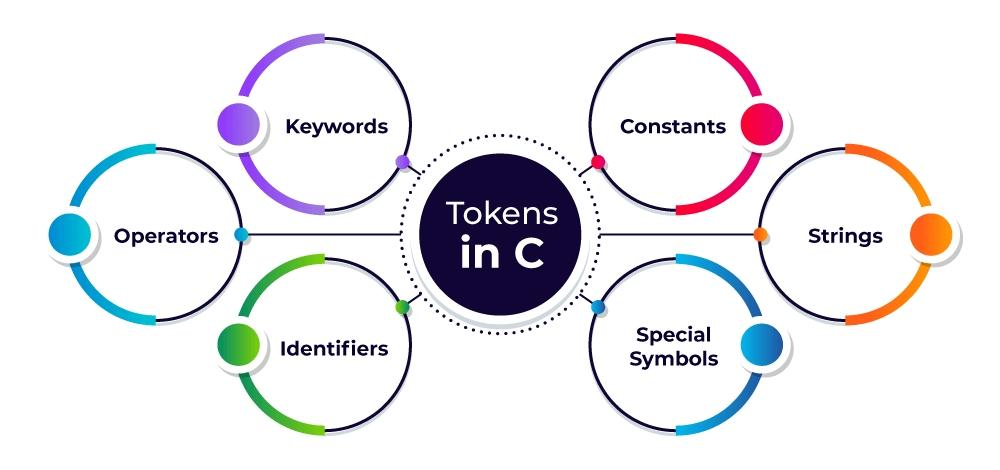 Keywords
Constants
Operators
Tokens
in C
Strings
Identifiers
Special
Symbols